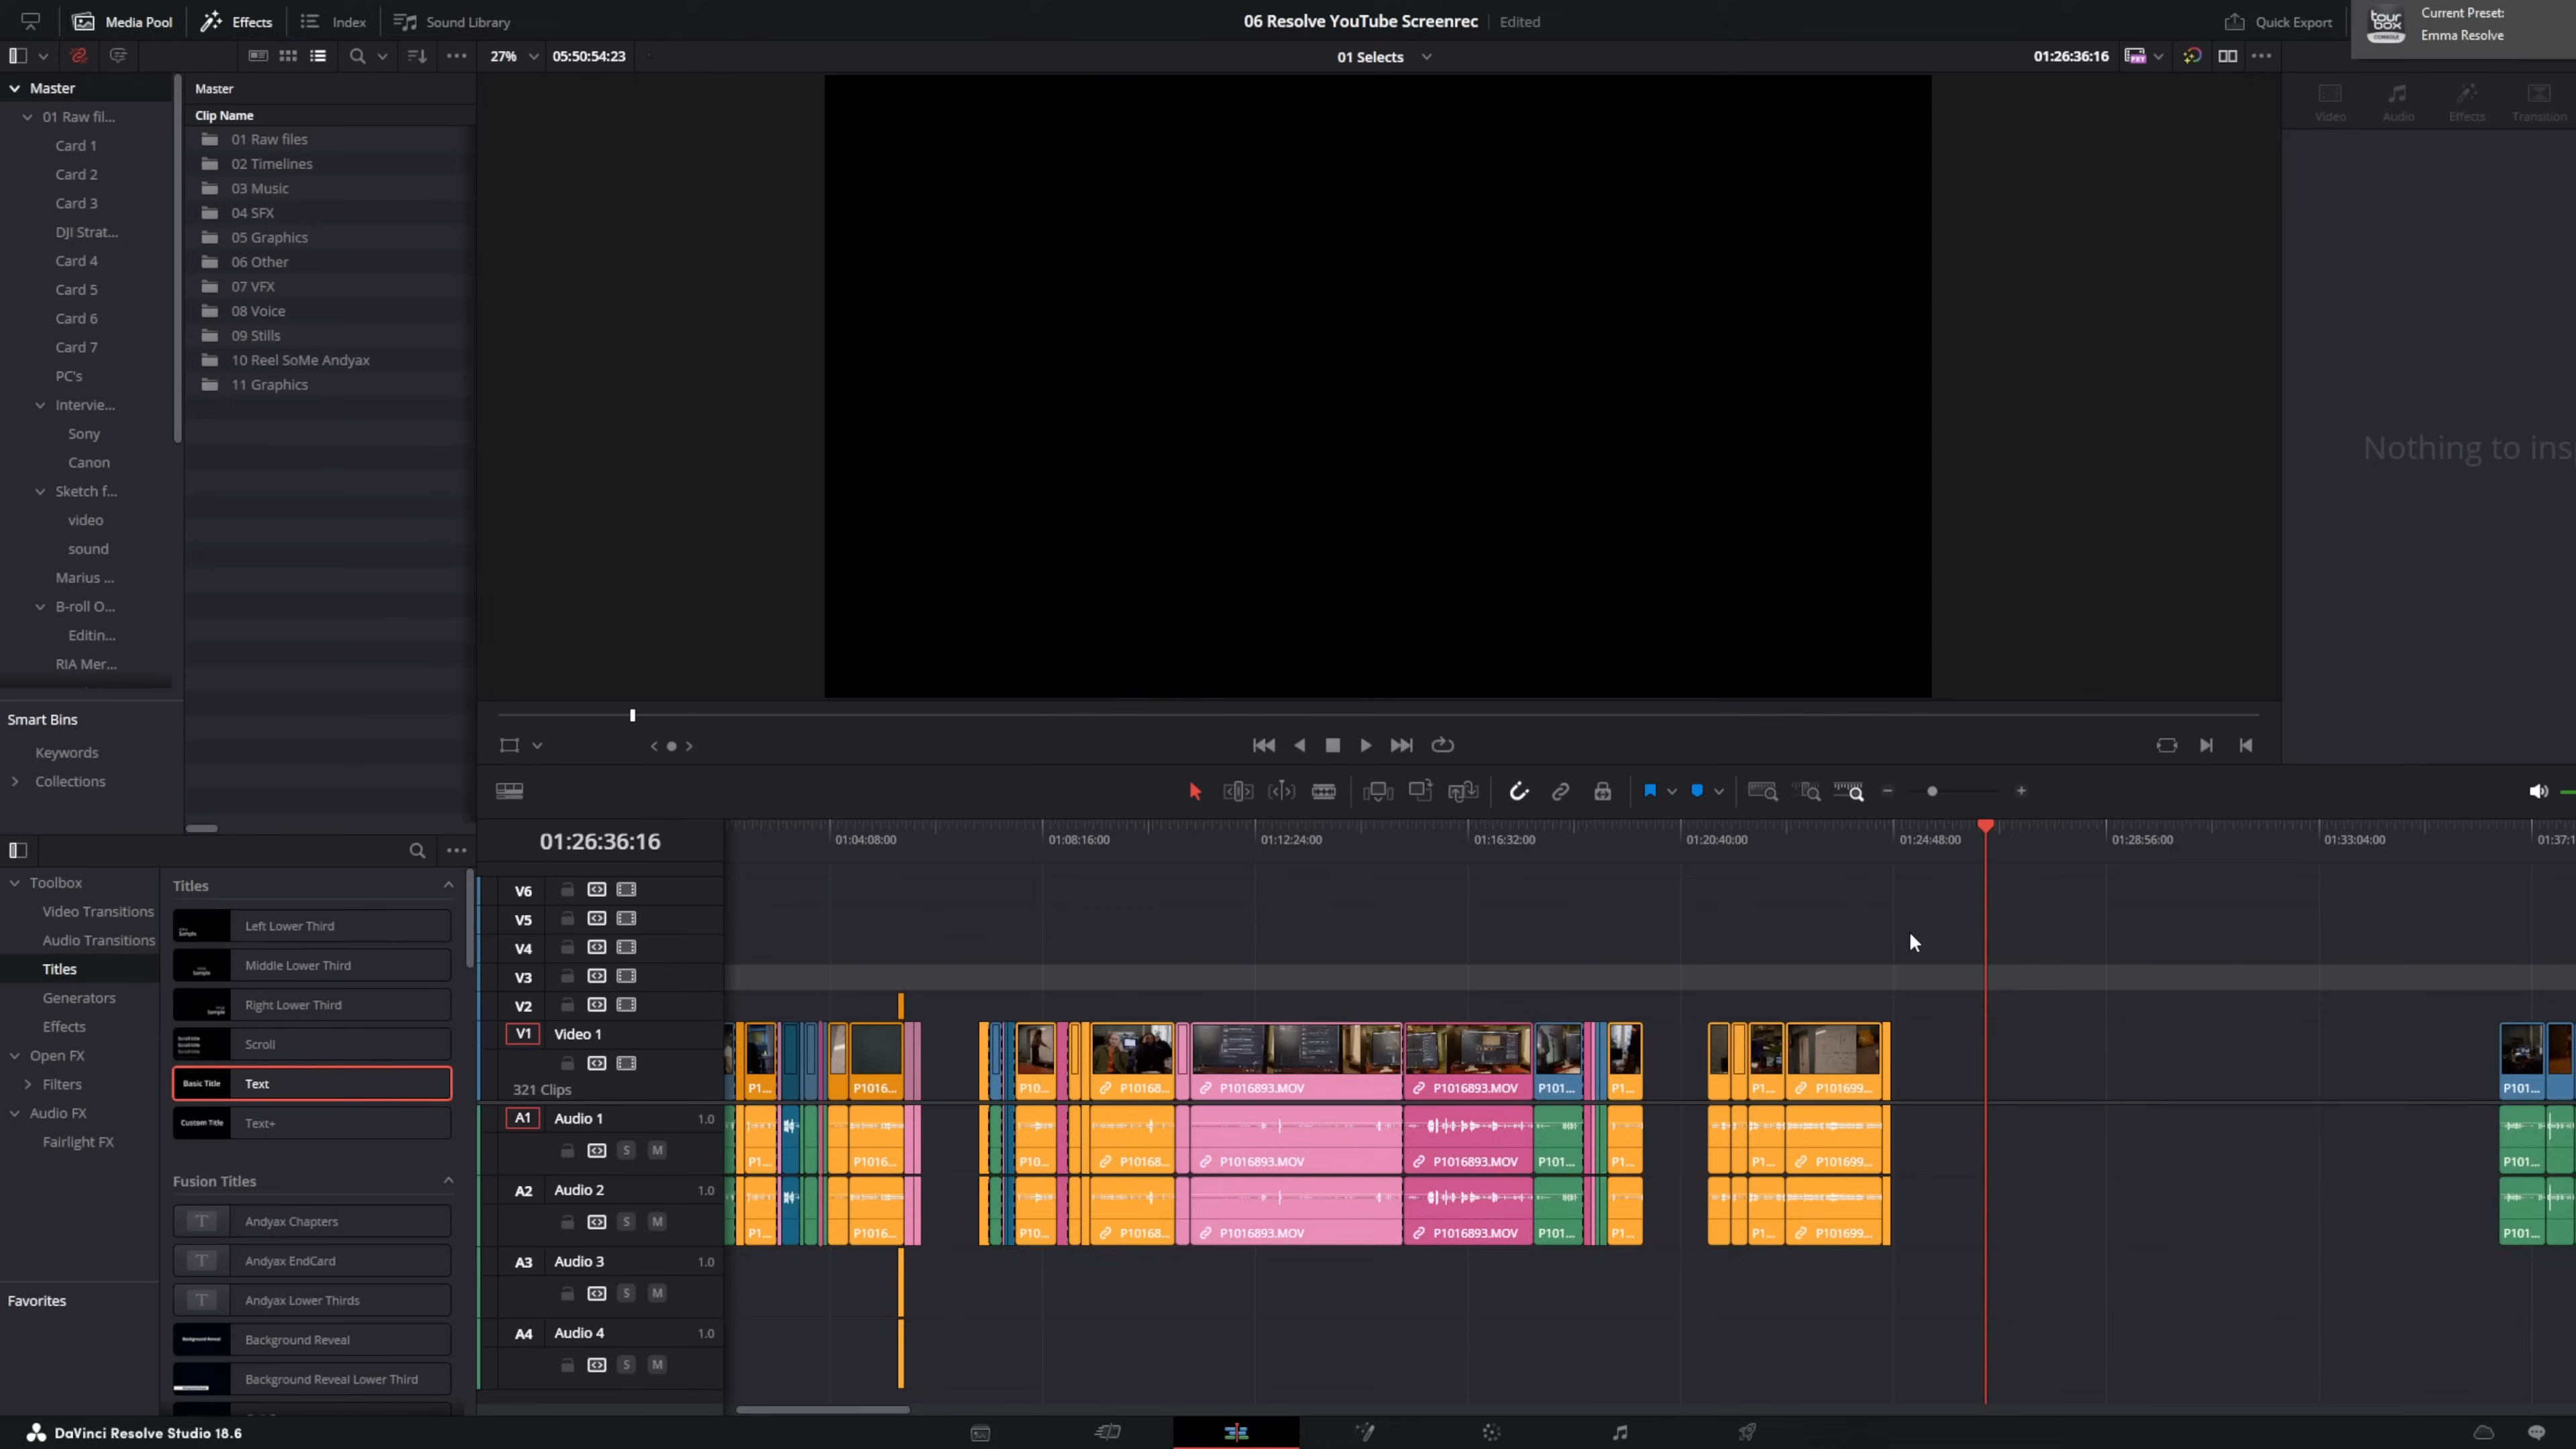 Media Pool
Effects
Index
Sound Library
06 Resolve YouTube Screenrec
Edited
Quick Export
tour box
CONSOLE
Current Preset:
Emma Resolve
27%
05:50:54:23
01 Selects
01:26:36:16
Master
01 Raw fil...
Card 1
Card 2
Card 3
DJI Strat...
Card 4
Card 5
Card 6
Card 7
PC's
Intervie...
Sony
Canon
Sketch f...
video
sound
Marius ...
B-roll O...
Editin...
RIA Mer...
Smart Bins
Keywords
Collections
Master
Clip Name
01 Raw files
02 Timelines
03 Music
04 SFX
05 Graphics
06 Other
07 VFX
08 Voice
09 Stills
10 Reel SoMe Andyax
11 Graphics
Video
Audio
Effects
Transition
Nothing to ins
Toolbox
Video Transitions
Audio Transitions
Titles
Generators
Effects
Open FX
Filters
Audio FX
Fairlight FX
Favorites
Titles
Left Lower Third
Middle Lower Third
Right Lower Third
Scroll
Basic Title
Text
Custom Title
Text+
Fusion Titles
Andyax Chapters
Andyax EndCard
Andyax Lower Thirds
Background Reveal
Background Reveal
Background Reveal Lower Third
01:26:36:16
01:04:08:00
01:08:16:00
01:12:24:00
01:16:32:00
01:20:40:00
01:24:48:00
01:28:56:00
01:33:04:00
01:37:1
V6
V5
V4
V3
V2
V1
Video 1
321 Clips
P1...
P1016...
P10...
P10168...
P1016893.MOV
P1016893.MOV
P101...
P1...
P1...
P101699...
P101...
A1
Audio 1
1.0
S
M
P1...
P1016...
P10...
P10168...
P1016893.MOV
P1016893.MOV
P101...
P1...
P1...
P101699...
P101...
A2
Audio 2
1.0
S
M
P1...
P1016...
P10...
P10168...
P1016893.MOV
P1016893.MOV
P101...
P1...
P1...
P101699...
P101...
A3
Audio 3
1.0
S
M
A4
Audio 4
1.0
S
M
DaVinci Resolve Studio 18.6